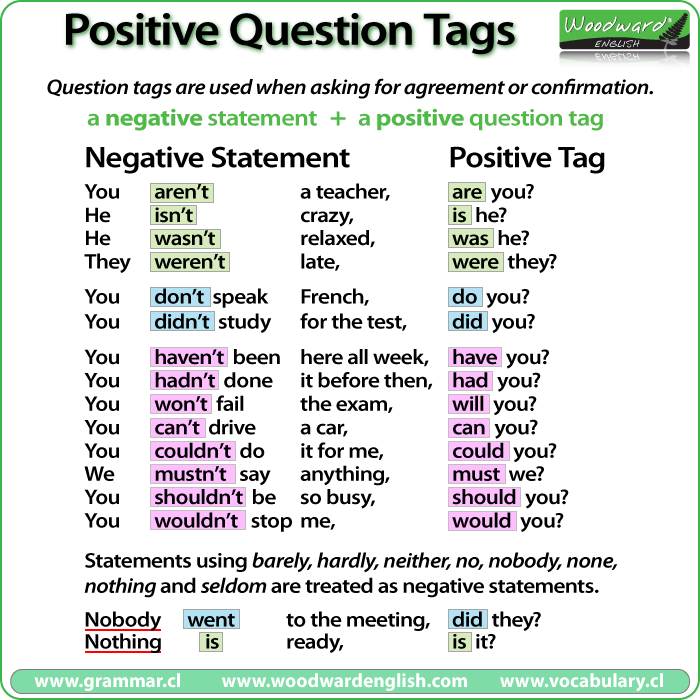 Positive Question Tags
Woodward®
ENGLISH
Question tags are used when asking for agreement or confirmation.
a negative statement + a positive question tag
Negative Statement Positive Tag
You aren't a teacher, are you?
He isn't crazy, is he?
He wasn't relaxed, was he?
They weren't late, were they?
You don't speak French, do you?
You didn't study for the test, did you?
You haven't been here all week, have you?
You hadn't done it before then, had you?
You won't fail the exam, will you?
You can't drive a car, can you?
You couldn't do it for me, could you?
We mustn't say anything, must we?
You shouldn't be so busy, should you?
You wouldn't stop me, would you?
Statements using barely, hardly, neither, no, nobody, none,
nothing and seldom are treated as negative statements.
Nobody went to the meeting, did they?
Nothing is ready, is it?
www.grammar.cl www.woodwardenglish.com www.vocabulary.cl